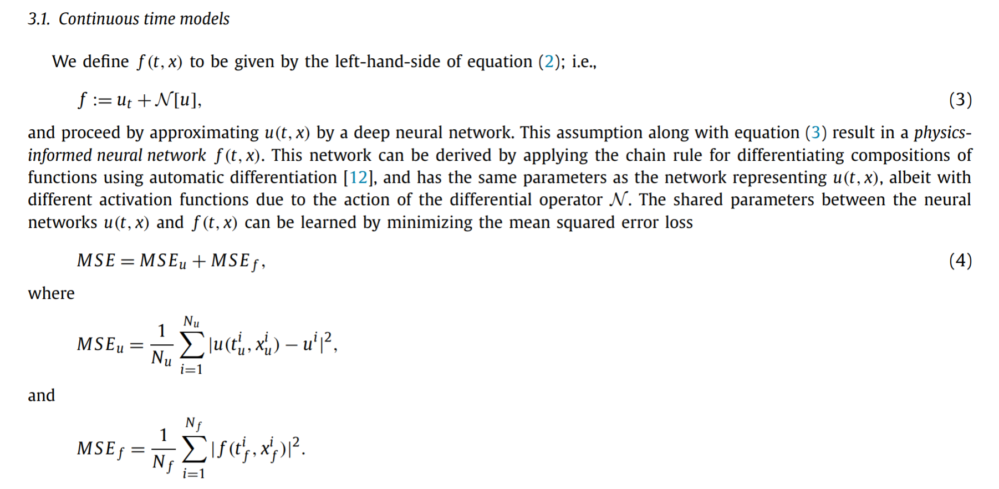 3.1. Continuous time models
We define f(t, x) to be given by the left-hand-side of equation (2); i.e.,
f := u_t + 𝒩[u], (3)
and proceed by approximating u(t, x) by a deep neural network. This assumption along with equation (3) result in a physics-
informed neural network f(t, x). This network can be derived by applying the chain rule for differentiating compositions of
functions using automatic differentiation [12], and has the same parameters as the network representing u(t, x), albeit with
different activation functions due to the action of the differential operator 𝒩. The shared parameters between the neural
networks u(t, x) and f(t, x) can be learned by minimizing the mean squared error loss
MSE = MSE_u + MSE_f, (4)
where
MSE_u = \frac{1}{N_u} \sum_{i=1}^{N_u} |u(t_u^i, x_u^i) − u^i|^2,
and
MSE_f = \frac{1}{N_f} \sum_{i=1}^{N_f} |f(t_f^i, x_f^i)|^2.